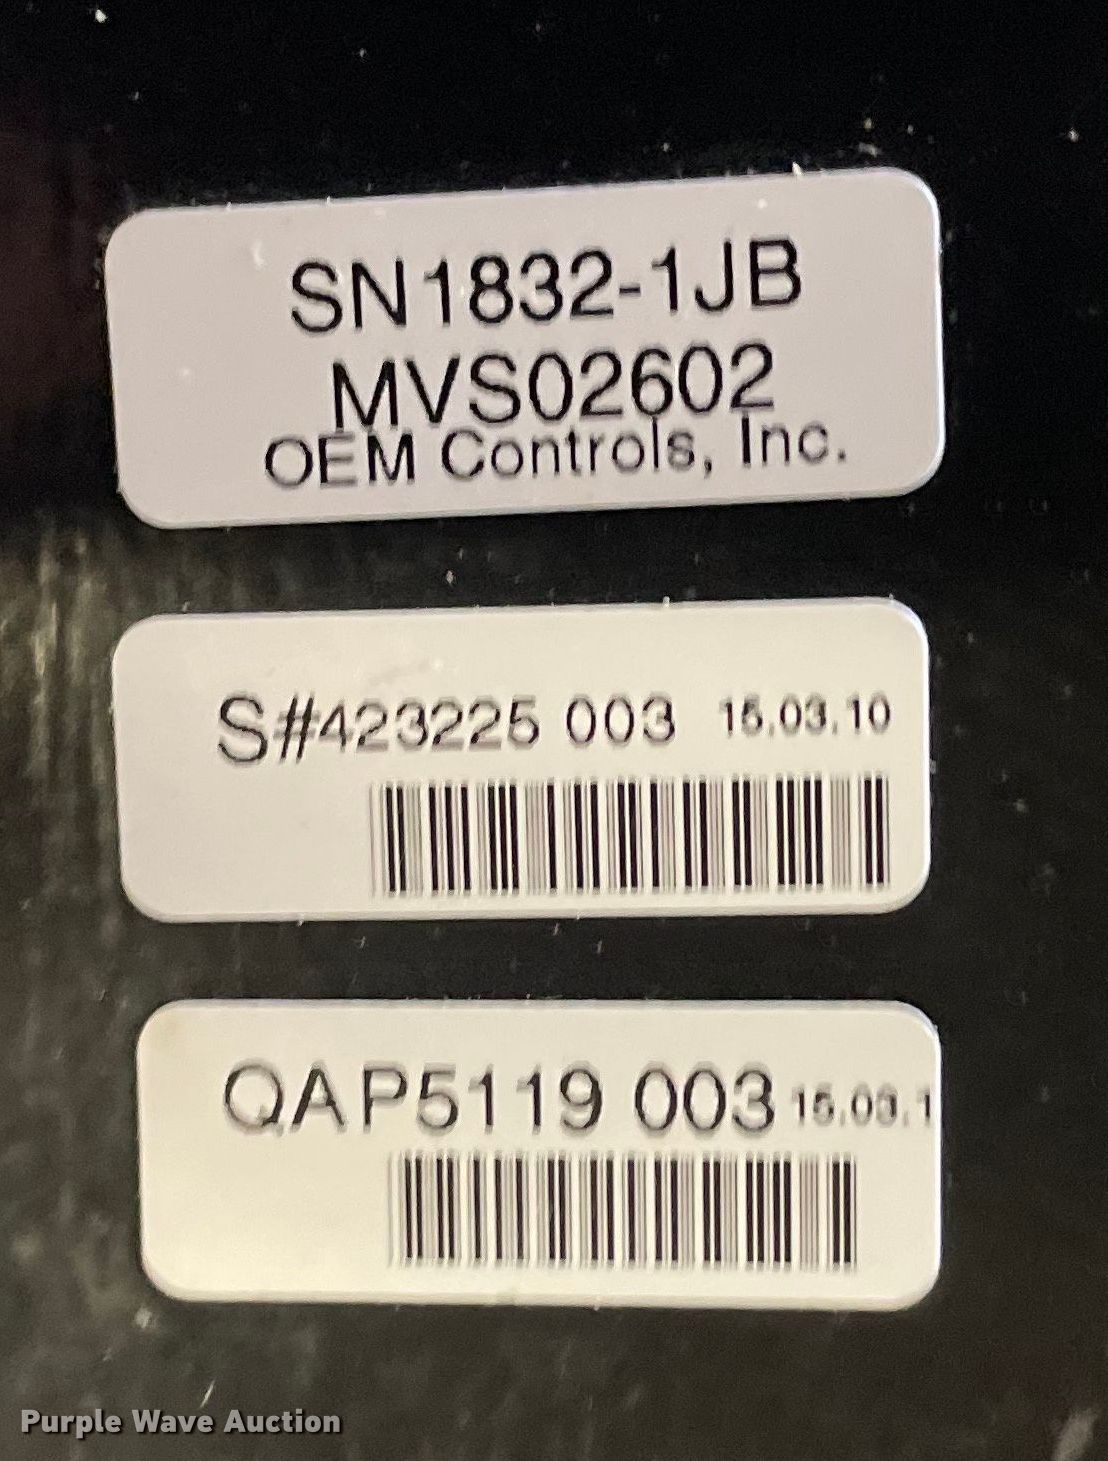 SN1832-1JB
MVS02602
OEM Controls, Inc.
S#423225 003 15.03.10
QAP5119 003 15.03.1
Purple Wave Auction